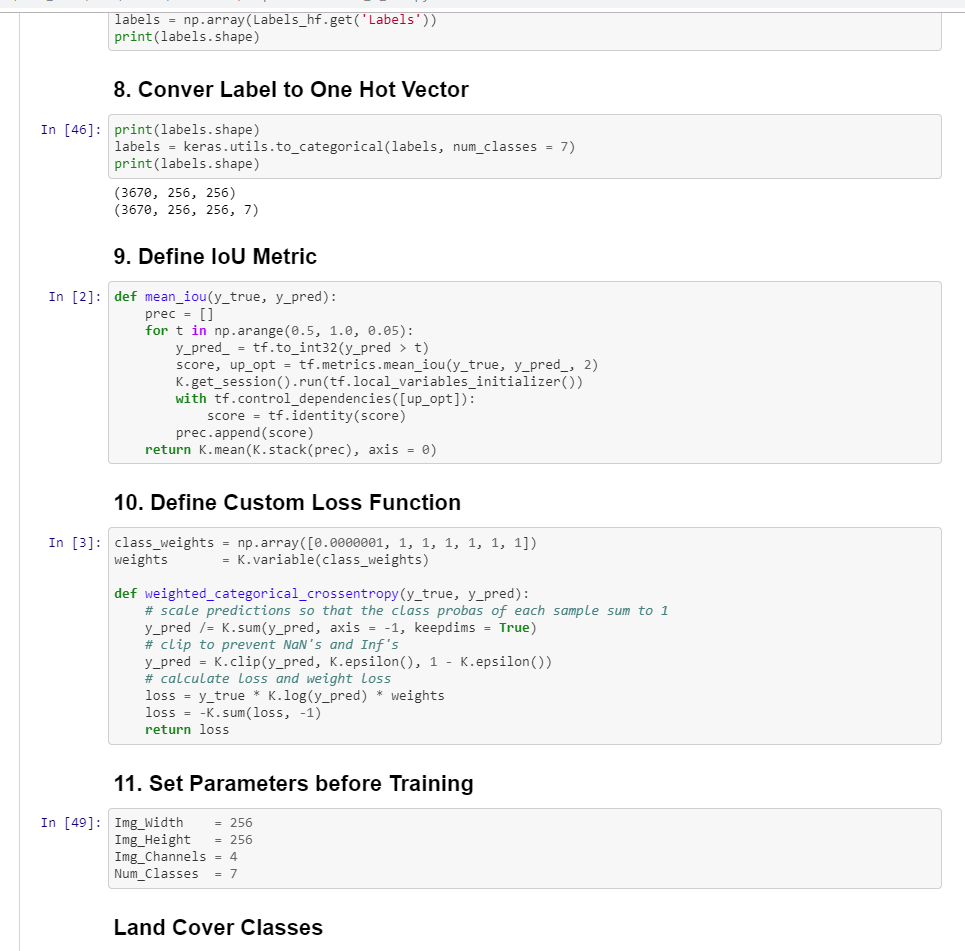 labels = np.array(Labels_hf.get('Labels'))
print(labels.shape)
8. Conver Label to One Hot Vector
In [46]: print(labels.shape)
labels = keras.utils.to_categorical(labels, num_classes = 7)
print(labels.shape)
(3670, 256, 256)
(3670, 256, 256, 7)
9. Define IoU Metric
In [2]: def mean_iou(y_true, y_pred):
    prec = []
    for t in np.arange(0.5, 1.0, 0.05):
        y_pred_ = tf.to_int32(y_pred > t)
        score, up_opt = tf.metrics.mean_iou(y_true, y_pred_, 2)
        K.get_session().run(tf.local_variables_initializer())
        with tf.control_dependencies([up_opt]):
            score = tf.identity(score)
        prec.append(score)
    return K.mean(K.stack(prec), axis = 0)
10. Define Custom Loss Function
In [3]: class_weights = np.array([0.0000001, 1, 1, 1, 1, 1, 1])
weights       = K.variable(class_weights)
def weighted_categorical_crossentropy(y_true, y_pred):
    # scale predictions so that the class probas of each sample sum to 1
    y_pred /= K.sum(y_pred, axis = -1, keepdims = True)
    # clip to prevent NaN's and Inf's
    y_pred = K.clip(y_pred, K.epsilon(), 1 - K.epsilon())
    # calculate loss and weight loss
    loss = y_true * K.log(y_pred) * weights
    loss = -K.sum(loss, -1)
    return loss
11. Set Parameters before Training
In [49]: Img_Width    = 256
Img_Height   = 256
Img_Channels = 4
Num_Classes  = 7
Land Cover Classes